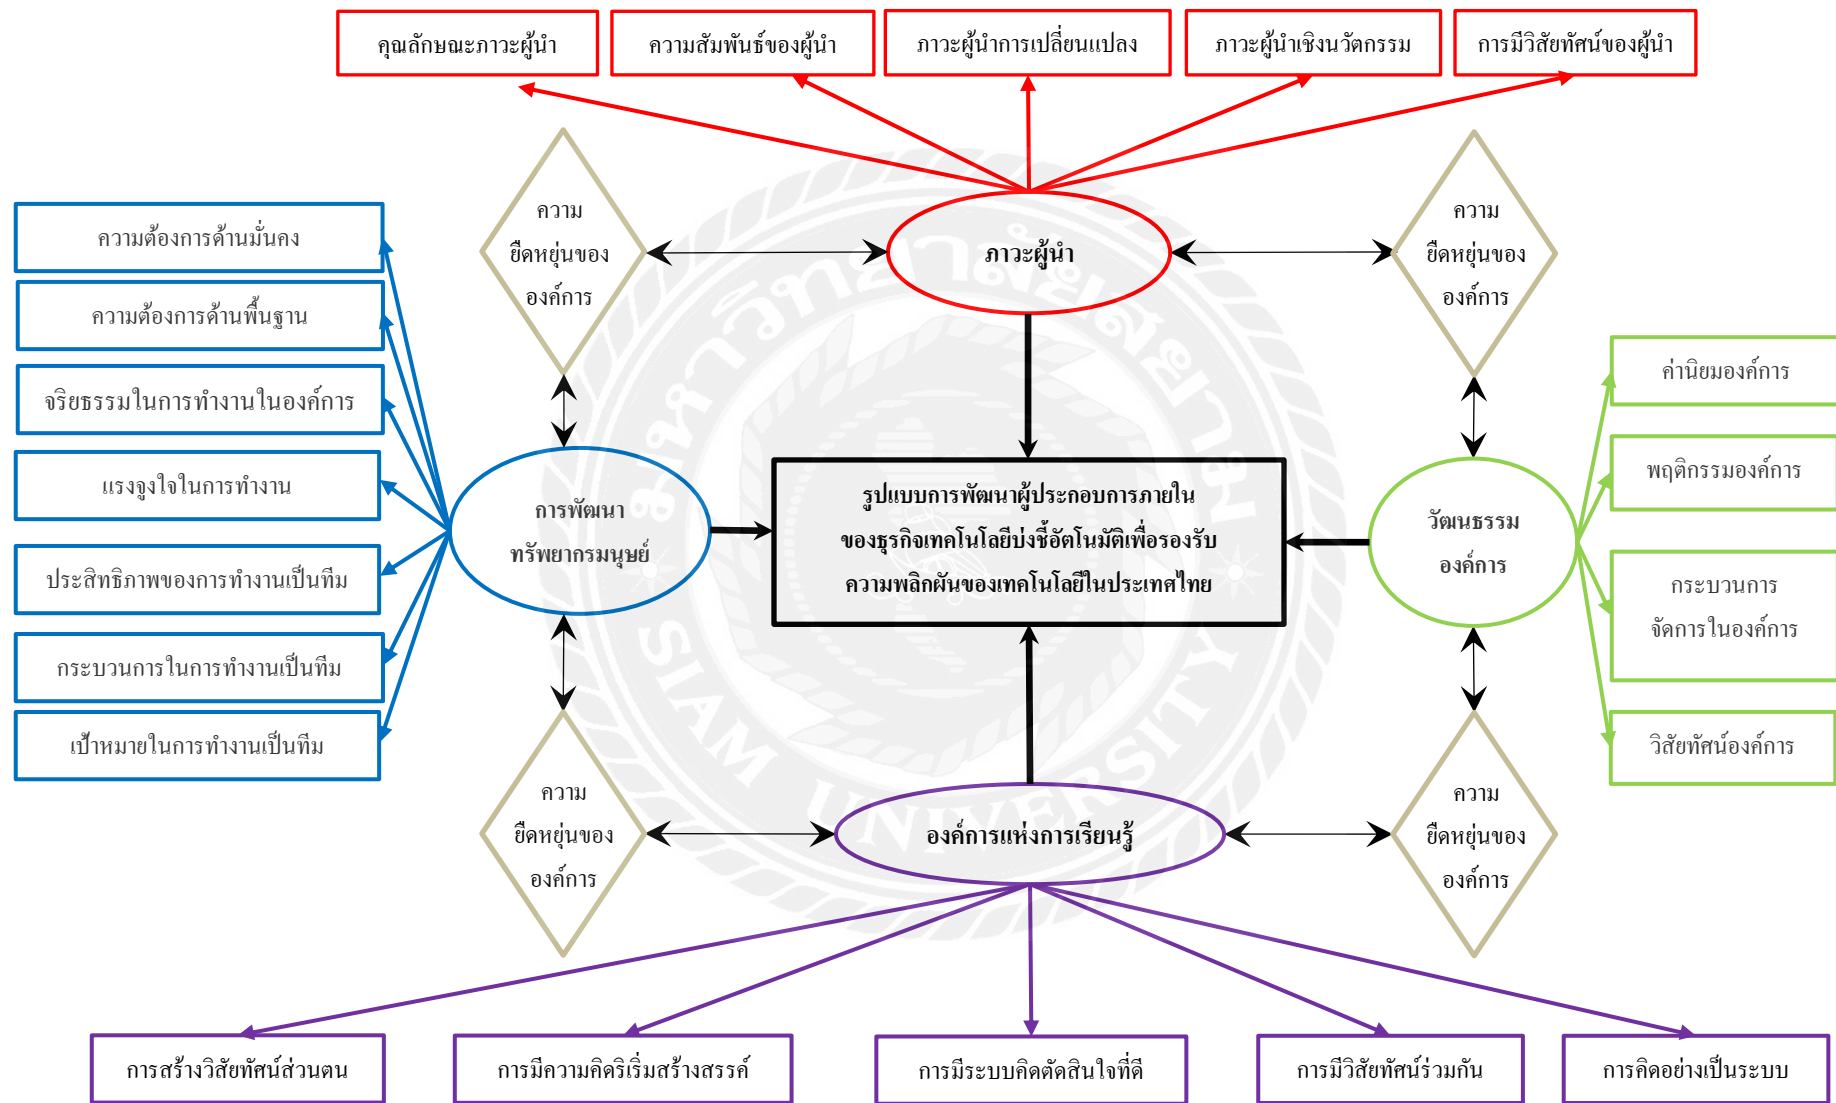 คุณลักษณะภาวะผู้นำ
ความสัมพันธ์ของผู้นำ
ภาวะผู้นำการเปลี่ยนแปลง
ภาวะผู้นำเชิงนวัตกรรม
การมีวิสัยทัศน์ของผู้นำ
ความ
ยืดหยุ่นของ
องค์การ
ภาวะผู้นำ
ความ
ยืดหยุ่นของ
องค์การ
ความต้องการด้านมั่นคง
ความต้องการด้านพื้นฐาน
จริยธรรมในการทำงานในองค์การ
แรงจูงใจในการทำงาน
ประสิทธิภาพของการทำงานเป็นทีม
กระบวนการในการทำงานเป็นทีม
เป้าหมายในการทำงานเป็นทีม
การพัฒนา
ทรัพยากรมนุษย์
รูปแบบการพัฒนาผู้ประกอบการภายใน
ของธุรกิจเทคโนโลยีบ่งชี้อัตโนมัติเพื่อรองรับ
ความพลิกผันของเทคโนโลยีในประเทศไทย
วัฒนธรรม
องค์การ
ค่านิยมองค์การ
พฤติกรรมองค์การ
กระบวนการ
จัดการในองค์การ
วิสัยทัศน์องค์การ
ความ
ยืดหยุ่นของ
องค์การ
องค์การแห่งการเรียนรู้
ความ
ยืดหยุ่นของ
องค์การ
การสร้างวิสัยทัศน์ส่วนตน
การมีความคิดริเริ่มสร้างสรรค์
การมีระบบคิดตัดสินใจที่ดี
การมีวิสัยทัศน์ร่วมกัน
การคิดอย่างเป็นระบบ
มหาวิทยาลัยสยาม
SIAM UNIVERSITY